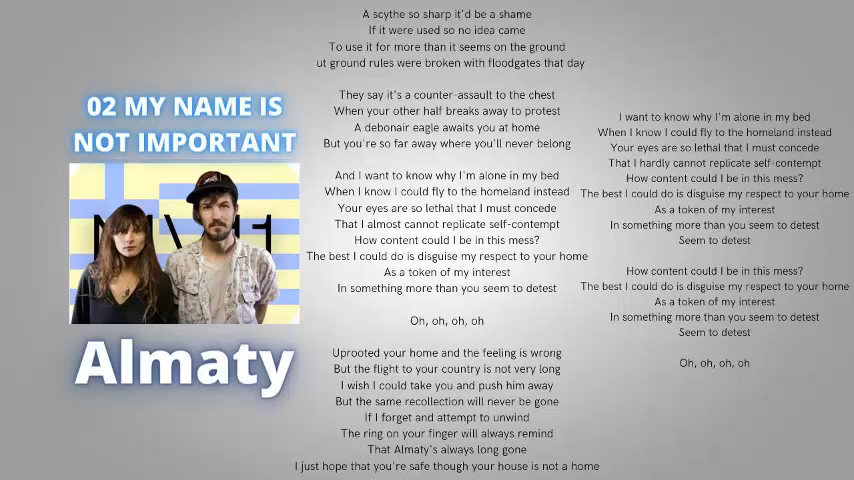 02 MY NAME IS
NOT IMPORTANT
Almaty
A scythe so sharp it'd be a shame
If it were used so no idea came
To use it for more than it seems on the ground
ut ground rules were broken with floodgates that day
They say it's a counter-assault to the chest
When your other half breaks away to protest
A debonair eagle awaits you at home
But you're so far away where you'll never belong
And I want to know why I'm alone in my bed
When I know I could fly to the homeland instead
Your eyes are so lethal that I must concede
That I almost cannot replicate self-contempt
How content could I be in this mess?
The best I could do is disguise my respect to your home
As a token of my interest
In something more than you seem to detest
Oh, oh, oh, oh
Uprooted your home and the feeling is wrong
But the flight to your country is not very long
I wish I could take you and push him away
But the same recollection will never be gone
If I forget and attempt to unwind
The ring on your finger will always remind
That Almaty's always long gone
I just hope that you're safe though your house is not a home
I want to know why I'm alone in my bed
When I know I could fly to the homeland instead
Your eyes are so lethal that I must concede
That I hardly cannot replicate self-contempt
How content could I be in this mess?
The best I could do is disguise my respect to your home
As a token of my interest
In something more than you seem to detest
Seem to detest
How content could I be in this mess?
The best I could do is disguise my respect to your home
As a token of my interest
In something more than you seem to detest
Seem to detest
Oh, oh, oh, oh